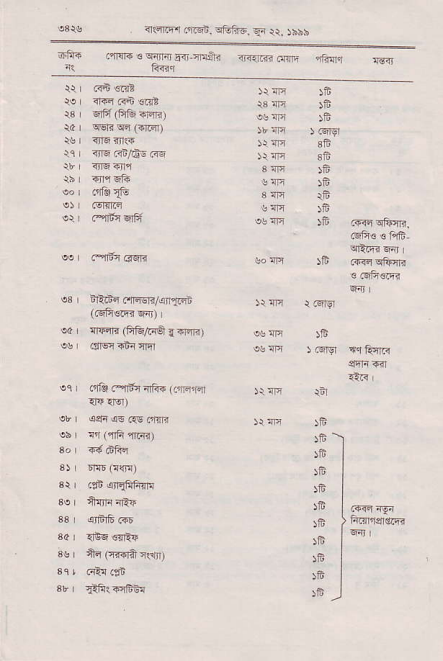 ৩৪২৬ বাংলাদেশ গেজেট, অতিরিক্ত, জুন ২২, ১৯৯৯
ক্রমিক নং পোষাক ও অন্যান্য দ্রব্য-সামগ্রীর বিবরণ ব্যবহারের মেয়াদ পরিমাণ মন্তব্য
২২। বেল্ট ওয়েষ্ট ১২ মাস ১টি
২৩। বাকল বেল্ট ওয়েষ্ট ২৪ মাস ১টি
২৪। জার্সি (সিজি কালার) ৩৬ মাস ১টি
২৫। অভার অল (কালো) ১৮ মাস ১ জোড়া
২৬। ব্যাজ র‍্যাংক ১২ মাস ৪টি
২৭। ব্যাজ বেট/ট্রেড বেজ ১২ মাস ৪টি
২৮। ব্যাজ ক্যাপ ৪ মাস ১টি
২৯। ক্যাপ জকি ৬ মাস ১টি
৩০। গেঞ্জি সূতি ৪ মাস ২টি
৩১। তোয়ালে ৬ মাস ১টি
৩২। স্পোর্টস জার্সি ৩৬ মাস ১টি কেবল অফিসার,
জেসিও ও পিটি-
আইদের জন্য।
৩৩। স্পোর্টস ব্লেজার ৬০ মাস ১টি কেবল অফিসার
ও জেসিওদের
জন্য।
৩৪। টাইটেল শোলডার/এ্যাপুলেট ১২ মাস ২ জোড়া
(জেসিওদের জন্য)।
৩৫। মাফলার (সিজি/নেভী ব্লু কালার) ৩৬ মাস ১টি
৩৬। গ্লোভস কটন সাদা ৩৬ মাস ১ জোড়া ঋণ হিসাবে
প্রদান করা
হইবে।
৩৭। গেঞ্জি স্পোর্টস নাবিক (গোলগলা ১২ মাস ২টা
হাফ হাতা)
৩৮। এপ্রন এন্ড হেড গেয়ার ১২ মাস ১টি
৩৯। মগ (পানি পানের) ১টি
৪০। কর্ক টেবিল ১টি
৪১। চামচ (মধ্যম) ১টি
৪২। প্লেট এ্যালুমিনিয়াম ১টি
৪৩। সীম্যান নাইফ ১টি কেবল নতুন
৪৪। এ্যাটাচি কেচ ১টি নিয়োগপ্রাপ্তদের
৪৫। হাউজ ওয়াইফ ১টি জন্য।
৪৬। সীল (সরকারী সংখ্যা) ১টি
৪৭। নেইম প্লেট ১টি
৪৮। সুইমিং কসটিউম ১টি